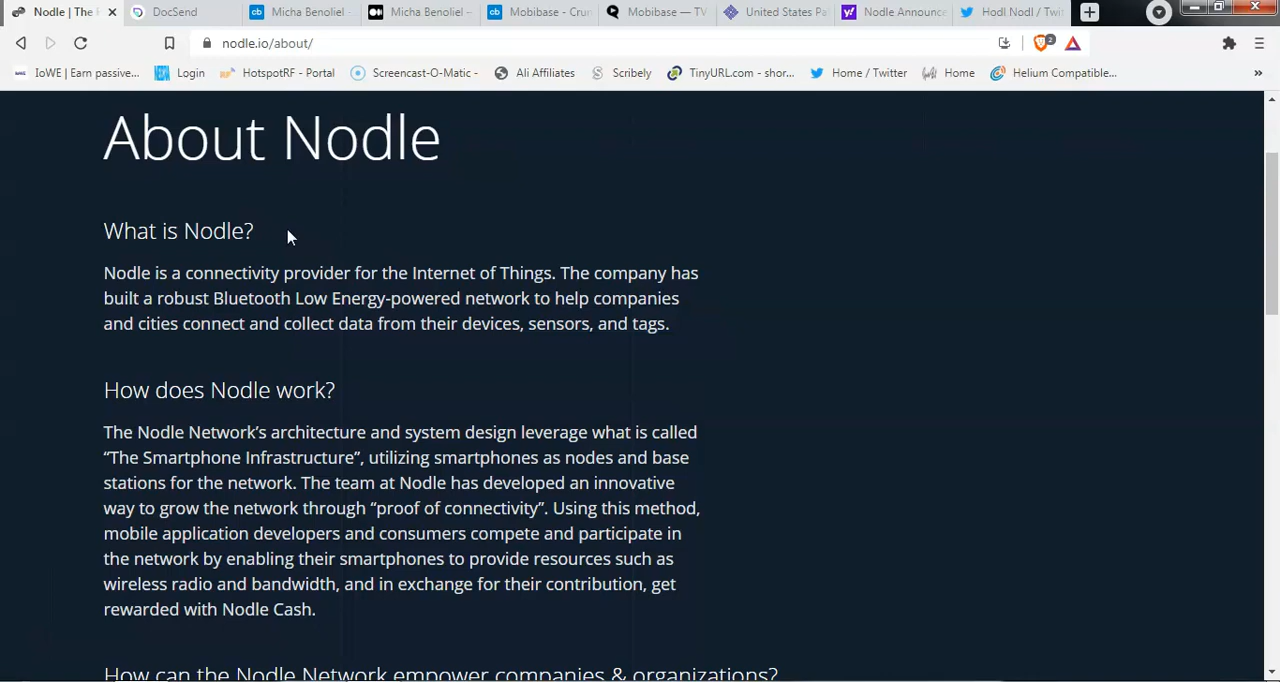 Nodle | The
DocSend
Micha Benoliel -
Micha Benoliel –
Mobibase - Crun
Mobibase — TV
United States Pa
Nodle Announce
Hodl Nodl / Twi
nodle.io/about/
2
IoWE | Earn passive...
Login
HotspotRF - Portal
Screencast-O-Matic -
Ali Affiliates
Scribely
TinyURL.com - shor...
Home / Twitter
Home
Helium Compatible...
»
About Nodle
What is Nodle?
Nodle is a connectivity provider for the Internet of Things. The company has
built a robust Bluetooth Low Energy-powered network to help companies
and cities connect and collect data from their devices, sensors, and tags.
How does Nodle work?
The Nodle Network’s architecture and system design leverage what is called
“The Smartphone Infrastructure”, utilizing smartphones as nodes and base
stations for the network. The team at Nodle has developed an innovative
way to grow the network through “proof of connectivity”. Using this method,
mobile application developers and consumers compete and participate in
the network by enabling their smartphones to provide resources such as
wireless radio and bandwidth, and in exchange for their contribution, get
rewarded with Nodle Cash.
How can the Nodle Network empower companies & organizations?